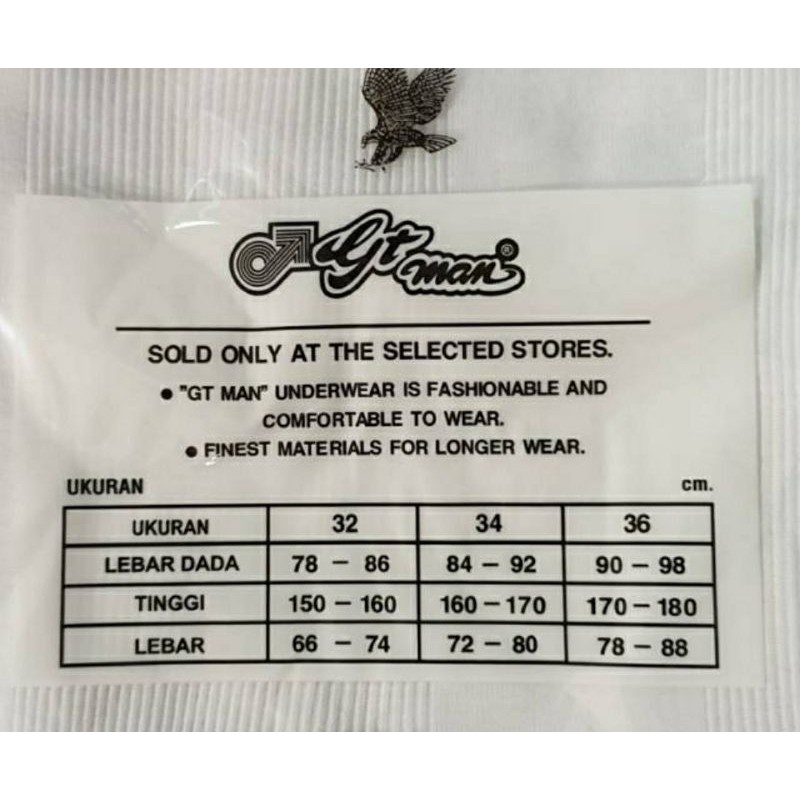 Gt man ®
SOLD ONLY AT THE SELECTED STORES.
● "GT MAN" UNDERWEAR IS FASHIONABLE AND
COMFORTABLE TO WEAR.
● FINEST MATERIALS FOR LONGER WEAR.
UKURAN cm.
UKURAN 32 34 36
LEBAR DADA 78 – 86 84 – 92 90 – 98
TINGGI 150 – 160 160 – 170 170 – 180
LEBAR 66 – 74 72 – 80 78 – 88